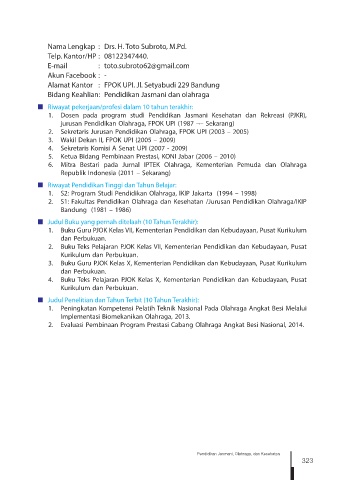 Nama Lengkap : Drs. H. Toto Subroto, M.Pd.
Telp. Kantor/HP : 08122347440.
E-mail : toto.subroto62@gmail.com
Akun Facebook : -
Alamat Kantor : FPOK UPI. Jl. Setyabudi 229 Bandung
Bidang Keahlian: Pendidikan Jasmani dan olahraga
■ Riwayat pekerjaan/profesi dalam 10 tahun terakhir:
1. Dosen pada program studi Pendidikan Jasmani Kesehatan dan Rekreasi (PJKR),
jurusan Pendidikan Olahraga, FPOK UPI (1987 –- Sekarang)
2. Sekretaris Jurusan Pendidikan Olahraga, FPOK UPI (2003 – 2005)
3. Wakil Dekan II, FPOK UPI (2005 – 2009)
4. Sekretaris Komisi A Senat UPI (2007 - 2009)
5. Ketua Bidang Pembinaan Prestasi, KONI Jabar (2006 – 2010)
6. Mitra Bestari pada Jurnal IPTEK Olahraga, Kementerian Pemuda dan Olahraga
Republik Indonesia (2011 – Sekarang)
■ Riwayat Pendidikan Tinggi dan Tahun Belajar:
1. S2: Program Studi Pendidikan Olahraga, IKIP Jakarta (1994 – 1998)
2. S1: Fakultas Pendidikan Olahraga dan Kesehatan /Jurusan Pendidikan Olahraga/IKIP
Bandung (1981 – 1986)
■ Judul Buku yang pernah ditelaah (10 Tahun Terakhir):
1. Buku Guru PJOK Kelas VII, Kementerian Pendidikan dan Kebudayaan, Pusat Kurikulum
dan Perbukuan.
2. Buku Teks Pelajaran PJOK Kelas VII, Kementerian Pendidikan dan Kebudayaan, Pusat
Kurikulum dan Perbukuan.
3. Buku Guru PJOK Kelas X, Kementerian Pendidikan dan Kebudayaan, Pusat Kurikulum
dan Perbukuan.
4. Buku Teks Pelajaran PJOK Kelas X, Kementerian Pendidikan dan Kebudayaan, Pusat
Kurikulum dan Perbukuan.
■ Judul Penelitian dan Tahun Terbit (10 Tahun Terakhir):
1. Peningkatan Kompetensi Pelatih Teknik Nasional Pada Olahraga Angkat Besi Melalui
Implementasi Biomekanikan Olahraga, 2013.
2. Evaluasi Pembinaan Program Prestasi Cabang Olahraga Angkat Besi Nasional, 2014.
Pendidikan Jasmani, Olahraga, dan Kesehatan
323